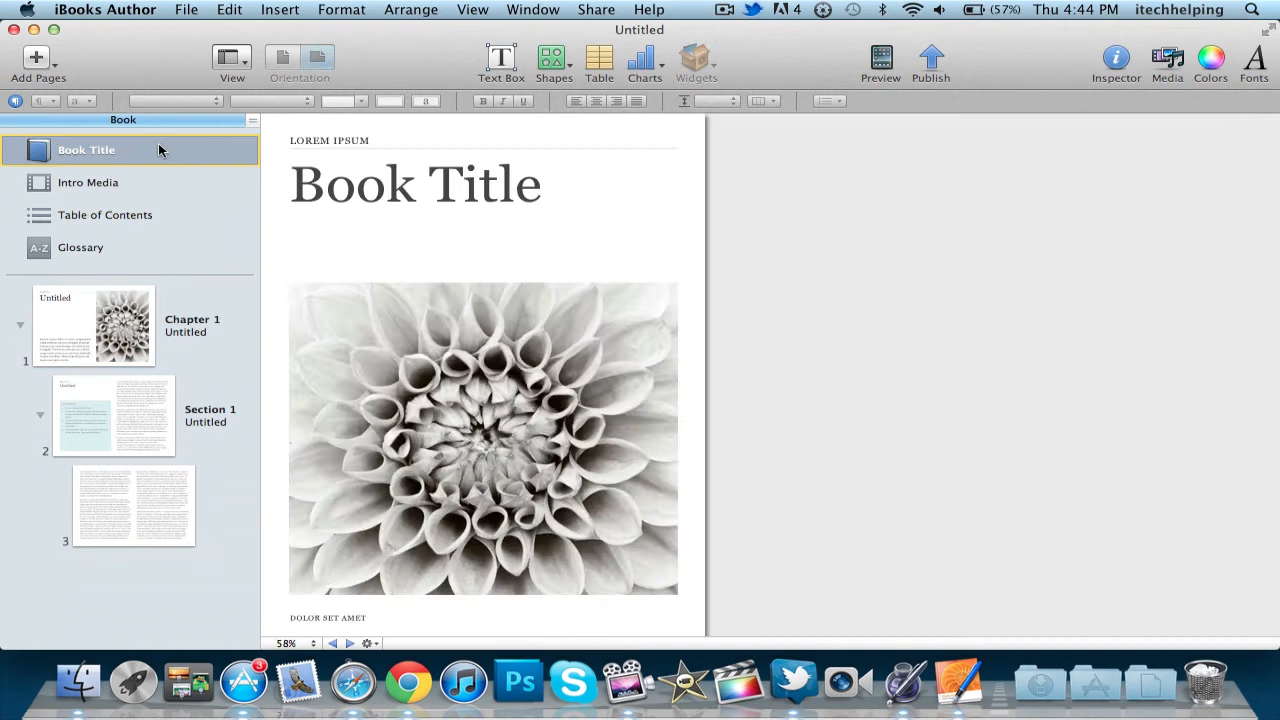 iBooks Author File Edit Insert Format Arrange View Window Share Help 4 (57%) Thu 4:44 PM itechhelping
Untitled
Add Pages View Orientation Text Box Shapes Table Charts Widgets Preview Publish Inspector Media Colors Fonts
a a B I U
Book
Book Title
Intro Media
Table of Contents
A-Z Glossary
Untitled
Chapter 1
Untitled
1
Untitled
Section 1
Untitled
2
3
LOREM IPSUM
Book Title
DOLOR SET AMET
58%
3
Ps